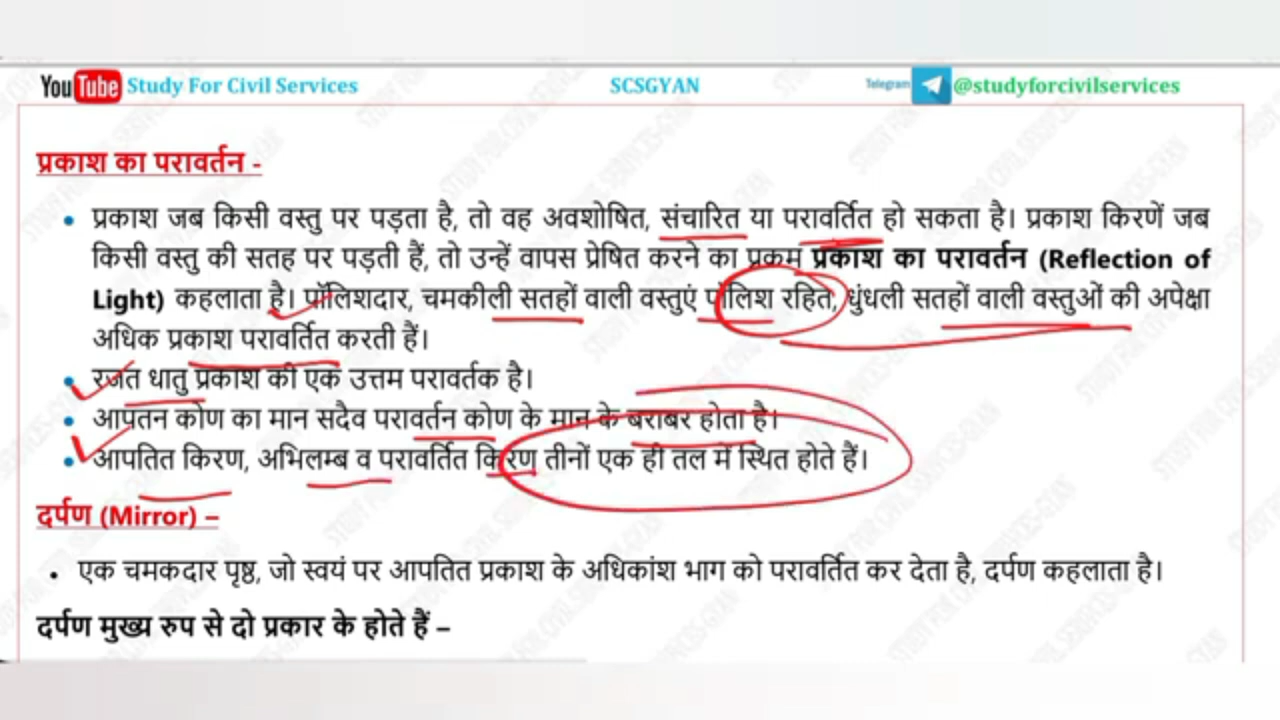 YouTube Study For Civil Services SCSGYAN Telegram @studyforcivilservices
प्रकाश का परावर्तन -
• प्रकाश जब किसी वस्तु पर पड़ता है, तो वह अवशोषित, संचारित या परावर्तित हो सकता है। प्रकाश किरणें जब
किसी वस्तु की सतह पर पड़ती हैं, तो उन्हें वापस प्रेषित करने का प्रक्रम प्रकाश का परावर्तन (Reflection of
Light) कहलाता है। पॉलिशदार, चमकीली सतहों वाली वस्तुएं पॉलिश रहित, धुंधली सतहों वाली वस्तुओं की अपेक्षा
अधिक प्रकाश परावर्तित करती हैं।
• रजत धातु प्रकाश की एक उत्तम परावर्तक है।
• आपतन कोण का मान सदैव परावर्तन कोण के मान के बराबर होता है।
• आपतित किरण, अभिलम्ब व परावर्तित किरण तीनों एक ही तल में स्थित होते हैं।
दर्पण (Mirror) –
• एक चमकदार पृष्ठ, जो स्वयं पर आपतित प्रकाश के अधिकांश भाग को परावर्तित कर देता है, दर्पण कहलाता है।
दर्पण मुख्य रुप से दो प्रकार के होते हैं –